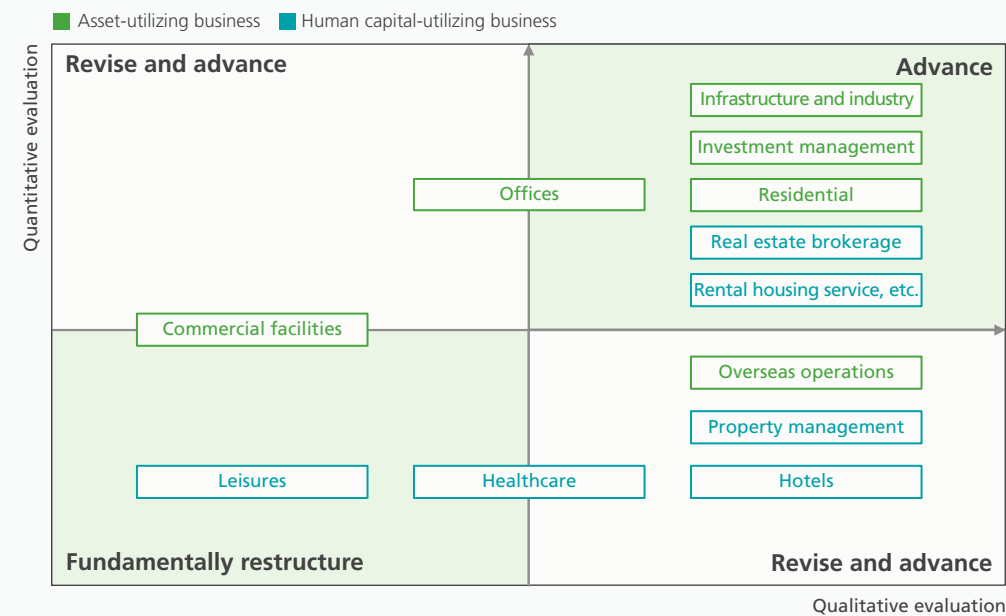 Asset-utilizing business
Human capital-utilizing business
Quantitative evaluation
Revise and advance
Advance
Infrastructure and industry
Investment management
Offices
Residential
Real estate brokerage
Rental housing service, etc.
Commercial facilities
Overseas operations
Property management
Leisures
Healthcare
Hotels
Fundamentally restructure
Revise and advance
Qualitative evaluation